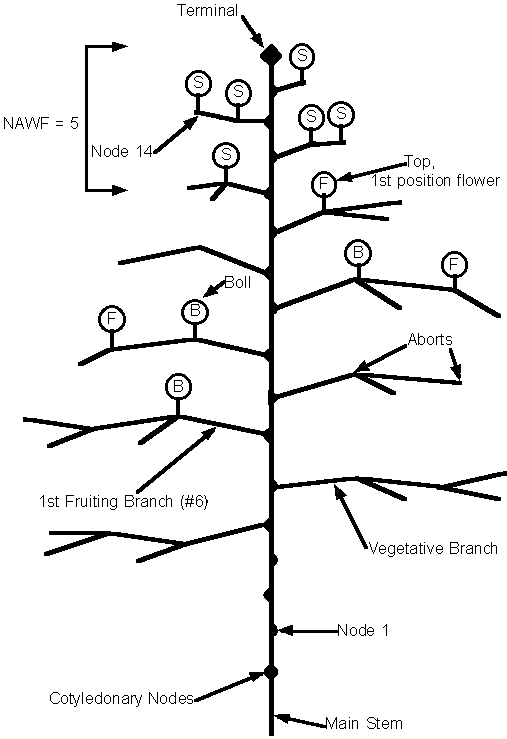 Terminal
S
S
S
S
S
NAWF = 5
Node 14
S
Top,
1st position flower
F
B
F
Boll
B
F
Aborts
B
1st Fruiting Branch (#6)
Vegetative Branch
Node 1
Cotyledonary Nodes
Main Stem